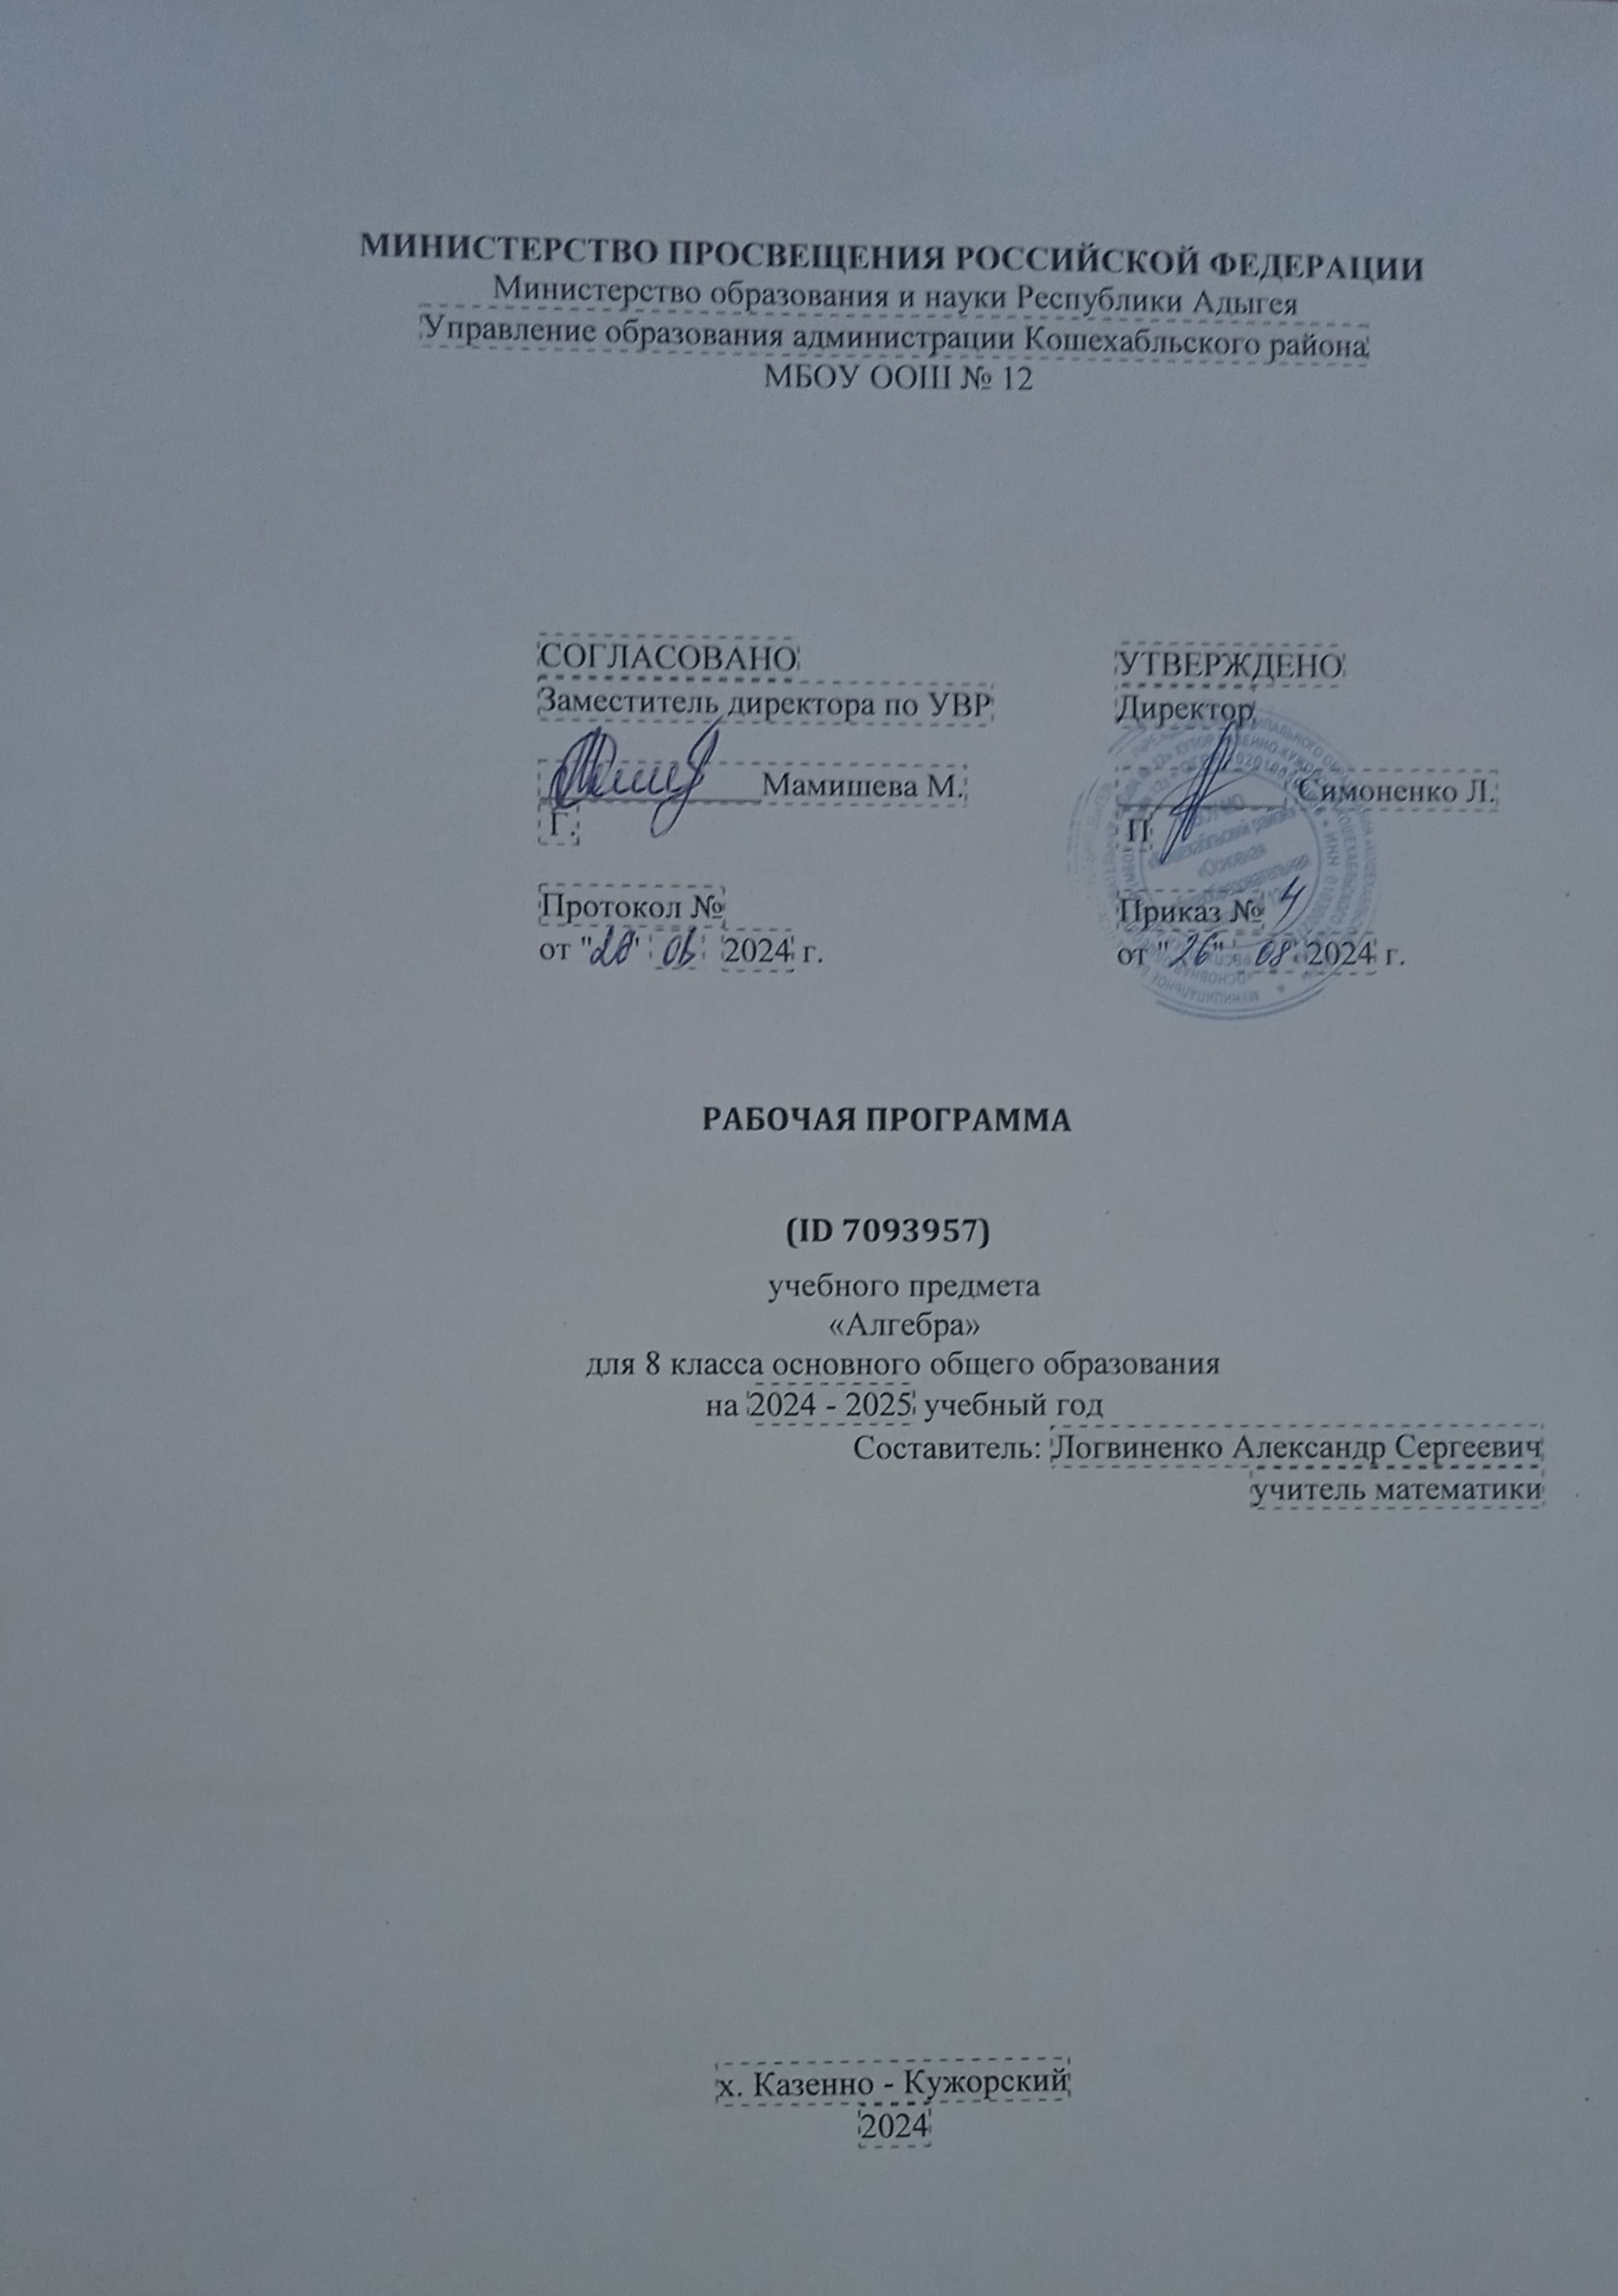 МИНИСТЕРСТВО ПРОСВЕЩЕНИЯ РОССИЙСКОЙ ФЕДЕРАЦИИ
Министерство образования и науки Республики Адыгея
Управление образования администрации Кошехабльского района
МБОУ ООШ № 12
СОГЛАСОВАНО
Заместитель директора по УВР
Мамишева М.
Г.
Протокол №
от "28" 2024 г.
УТВЕРЖДЕНО
Директор
Симоненко Л.
П
Приказ № 4
от "26" 08 2024 г.
«Основная
РАБОЧАЯ ПРОГРАММА
(ID 7093957)
учебного предмета
«Алгебра»
для 8 класса основного общего образования
на 2024 - 2025 учебный год
Составитель: Логвиненко Александр Сергеевич
учитель математики
х. Казенно - Кужорский
2024